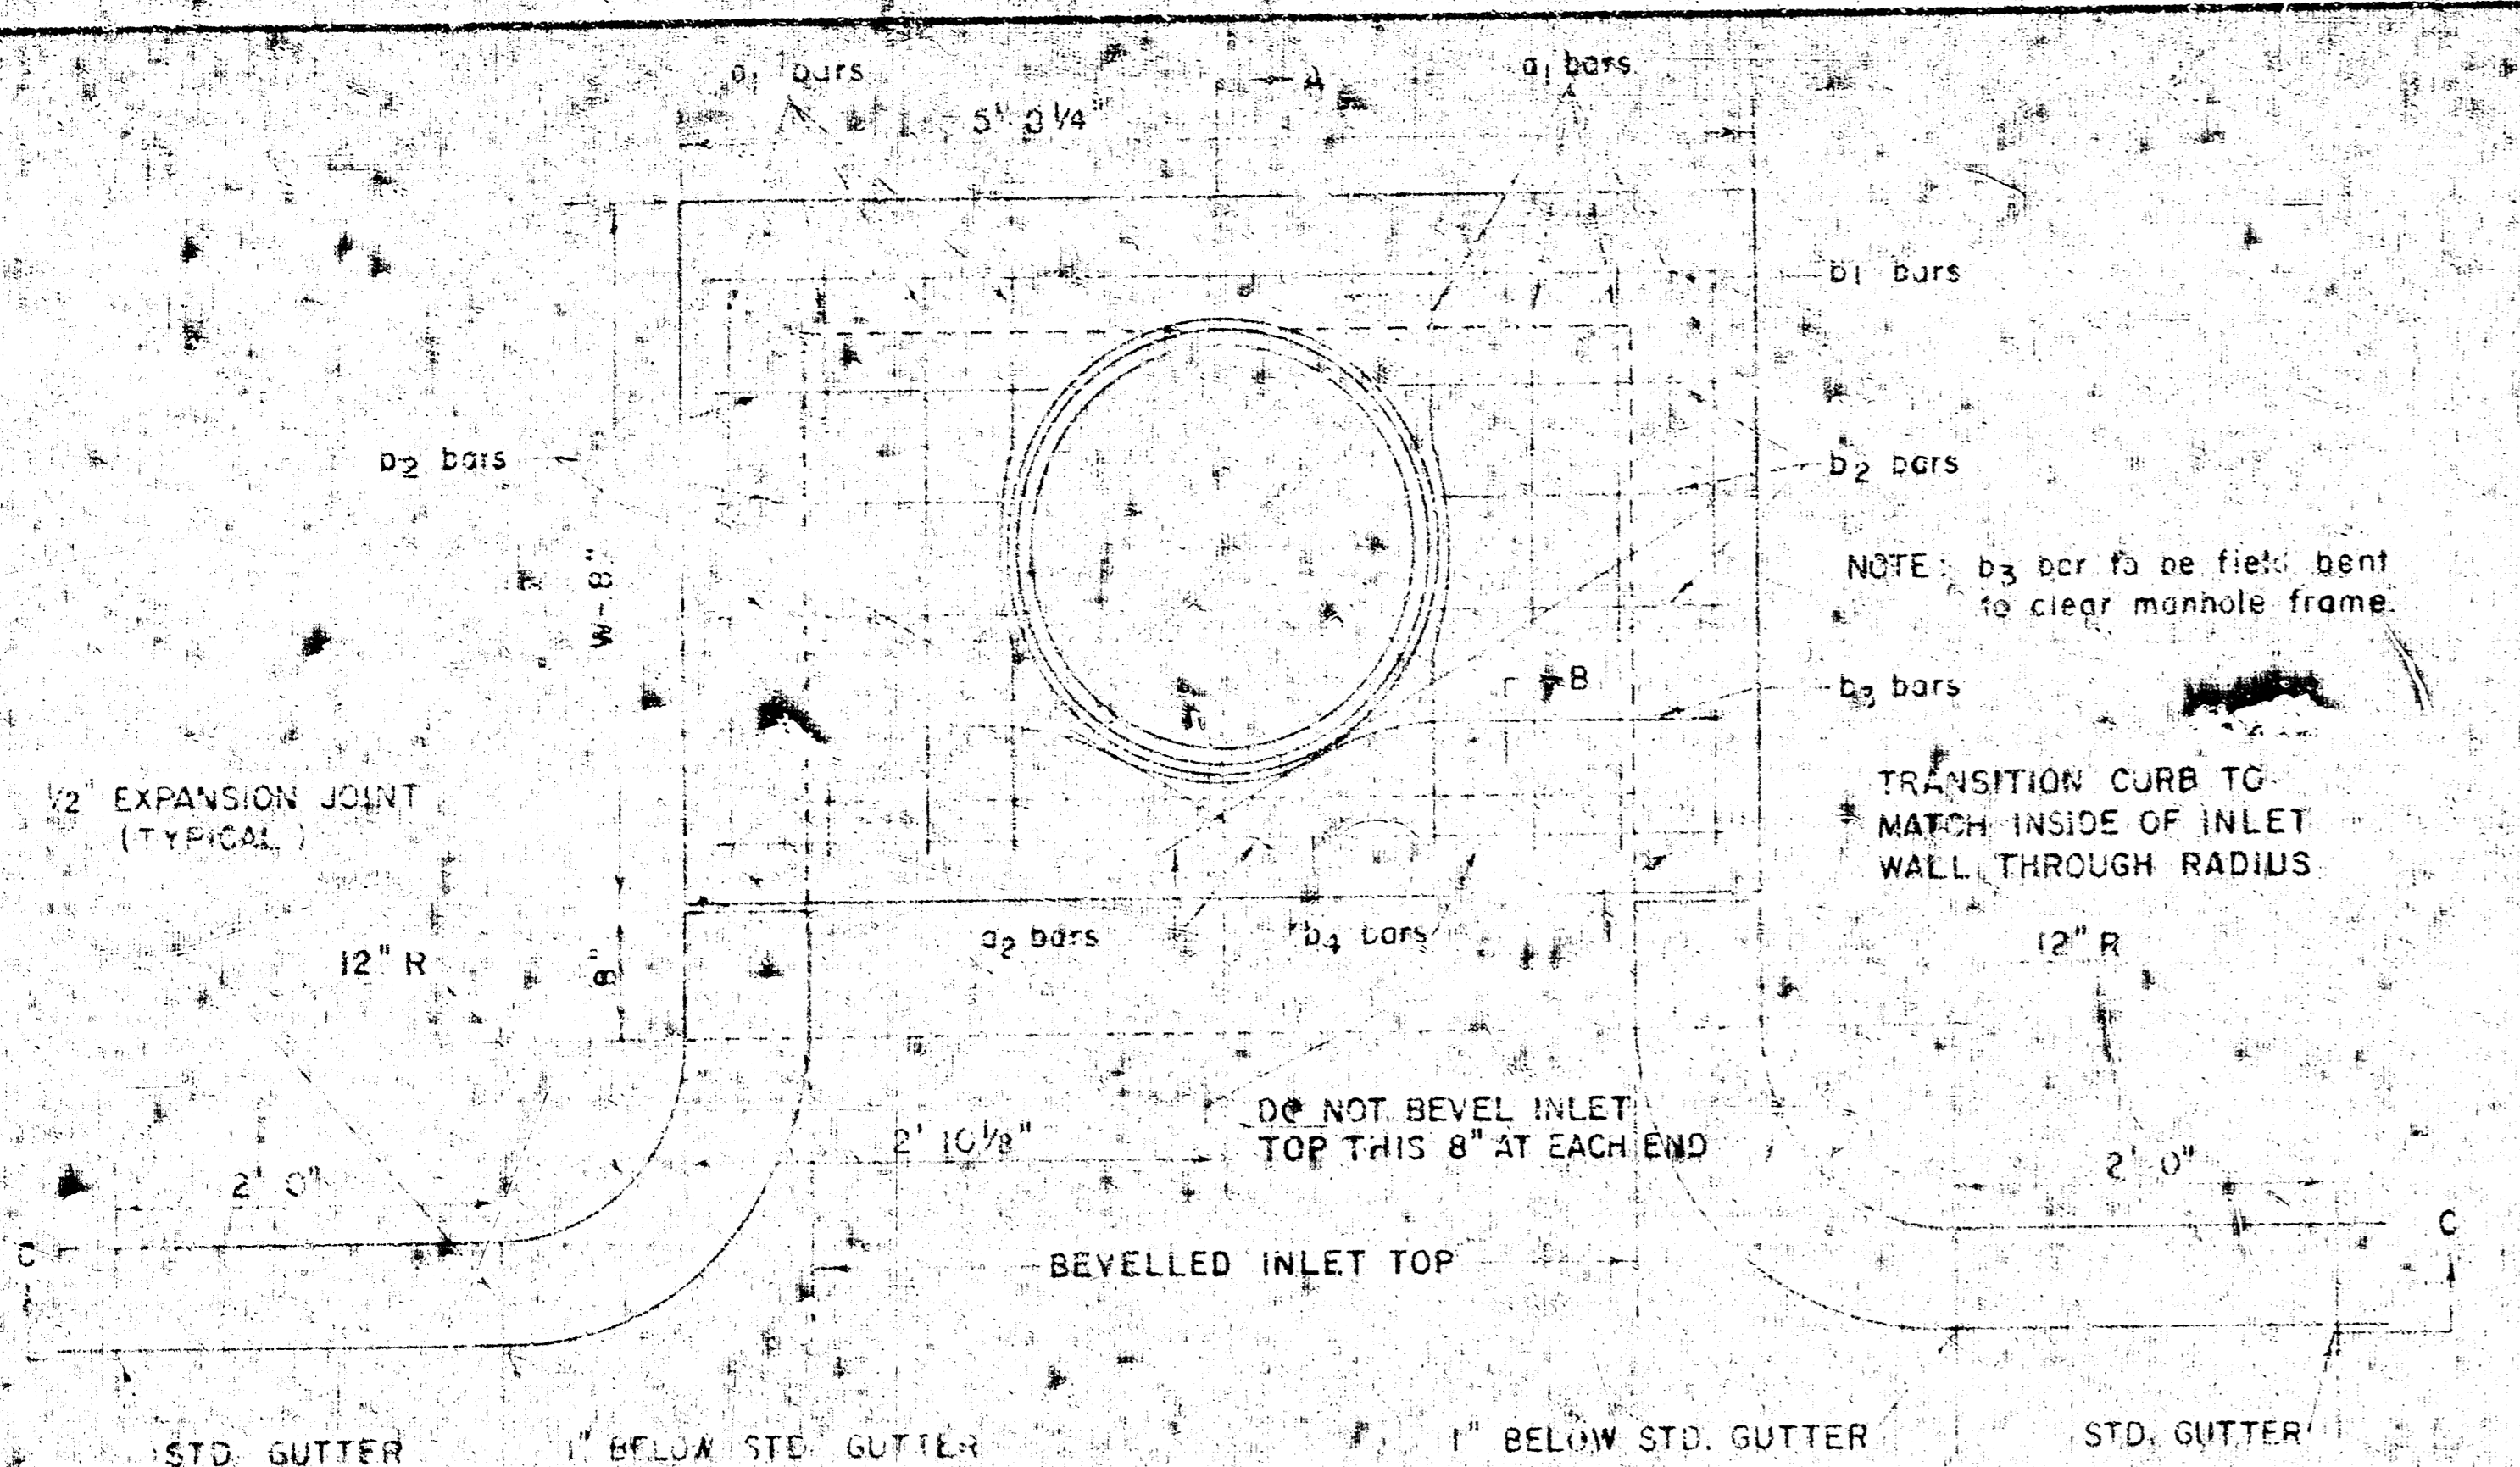 a1 bars
A
a1 bars
5' 8 1/4"
b1 bars
b2 bars
b2 bars
W-8"
NOTE: b3 bar to be field bent
to clear manhole frame.
B
b3 bars
1/2" EXPANSION JOINT
(TYPICAL)
TRANSITION CURB TO
MATCH INSIDE OF INLET
WALL THROUGH RADIUS
a2 bars
b4 bars
12" R
8"
12" R
DO NOT BEVEL INLET
TOP THIS 8" AT EACH END
2' 10 1/8"
2' 0"
2' 0"
C
BEVELLED INLET TOP
C
STD. GUTTER
1" BELOW STD. GUTTER
1" BELOW STD. GUTTER
STD. GUTTER